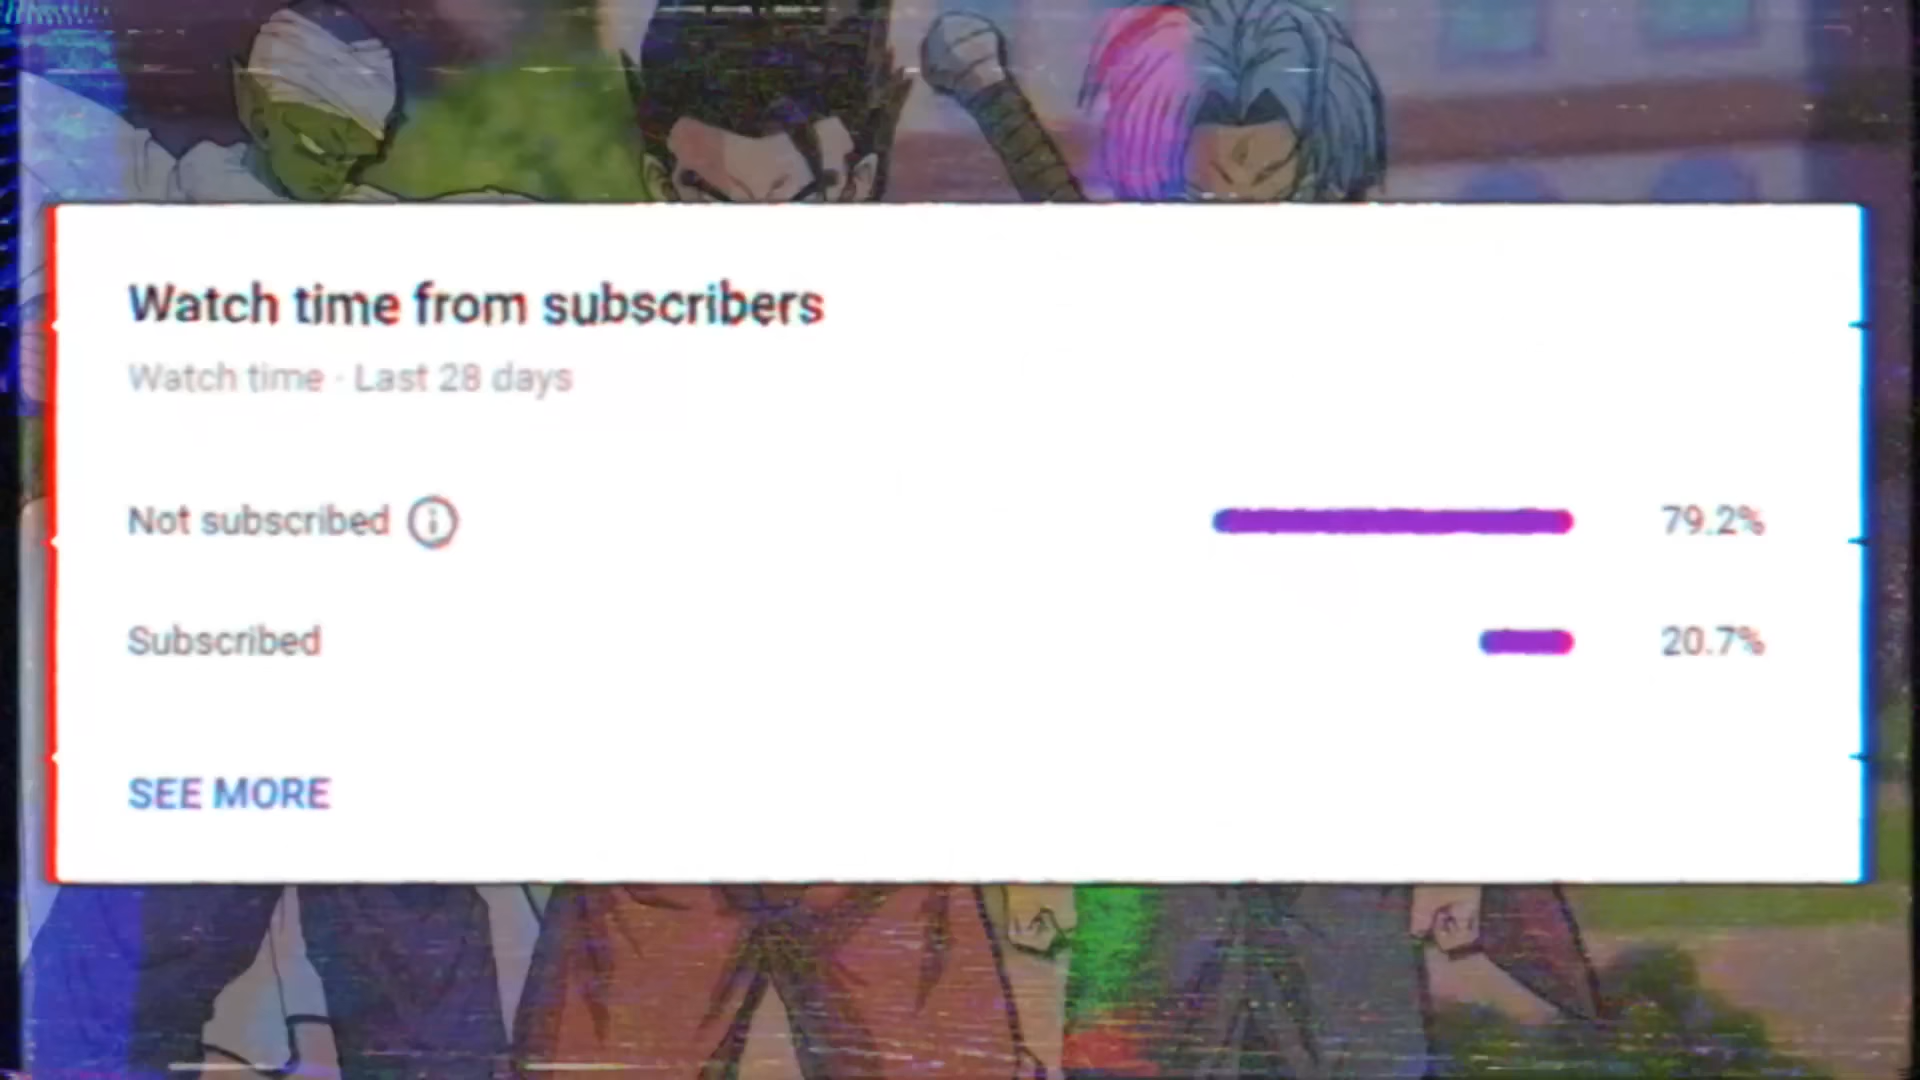 Watch time from subscribers
Watch time · Last 28 days
Not subscribed 79.2%
Subscribed 20.7%
SEE MORE